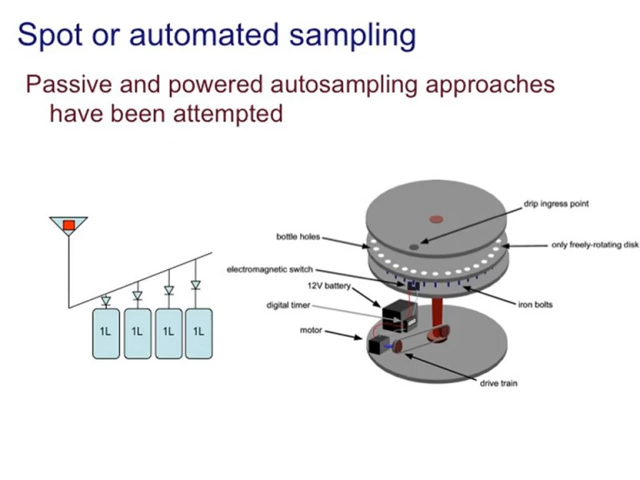 Spot or automated sampling
Passive and powered autosampling approaches
have been attempted
1L
1L
1L
1L
drip ingress point
bottle holes
only freely-rotating disk
electromagnetic switch
12V battery
digital timer
iron bolts
motor
drive train